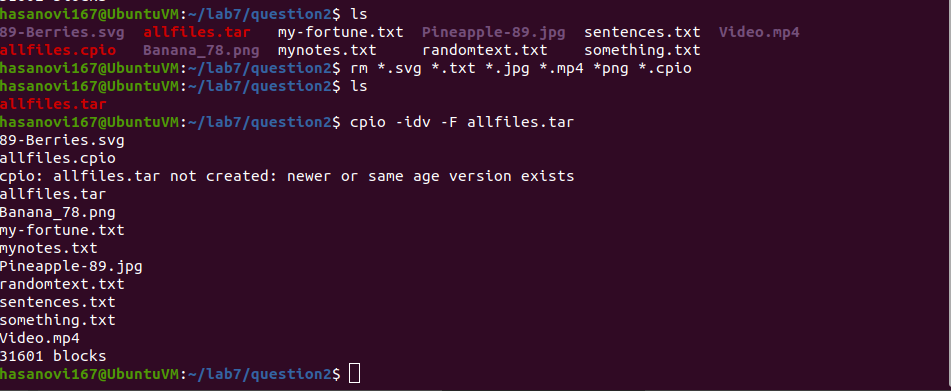 hasanovi167@UbuntuVM:~/lab7/question2$ ls
89-Berries.svg allfiles.tar my-fortune.txt Pineapple-89.jpg sentences.txt Video.mp4
allfiles.cpio Banana_78.png mynotes.txt randomtext.txt something.txt
hasanovi167@UbuntuVM:~/lab7/question2$ rm *.svg *.txt *.jpg *.mp4 *png *.cpio
hasanovi167@UbuntuVM:~/lab7/question2$ ls
allfiles.tar
hasanovi167@UbuntuVM:~/lab7/question2$ cpio -idv -F allfiles.tar
89-Berries.svg
allfiles.cpio
cpio: allfiles.tar not created: newer or same age version exists
allfiles.tar
Banana_78.png
my-fortune.txt
mynotes.txt
Pineapple-89.jpg
randomtext.txt
sentences.txt
something.txt
Video.mp4
31601 blocks
hasanovi167@UbuntuVM:~/lab7/question2$